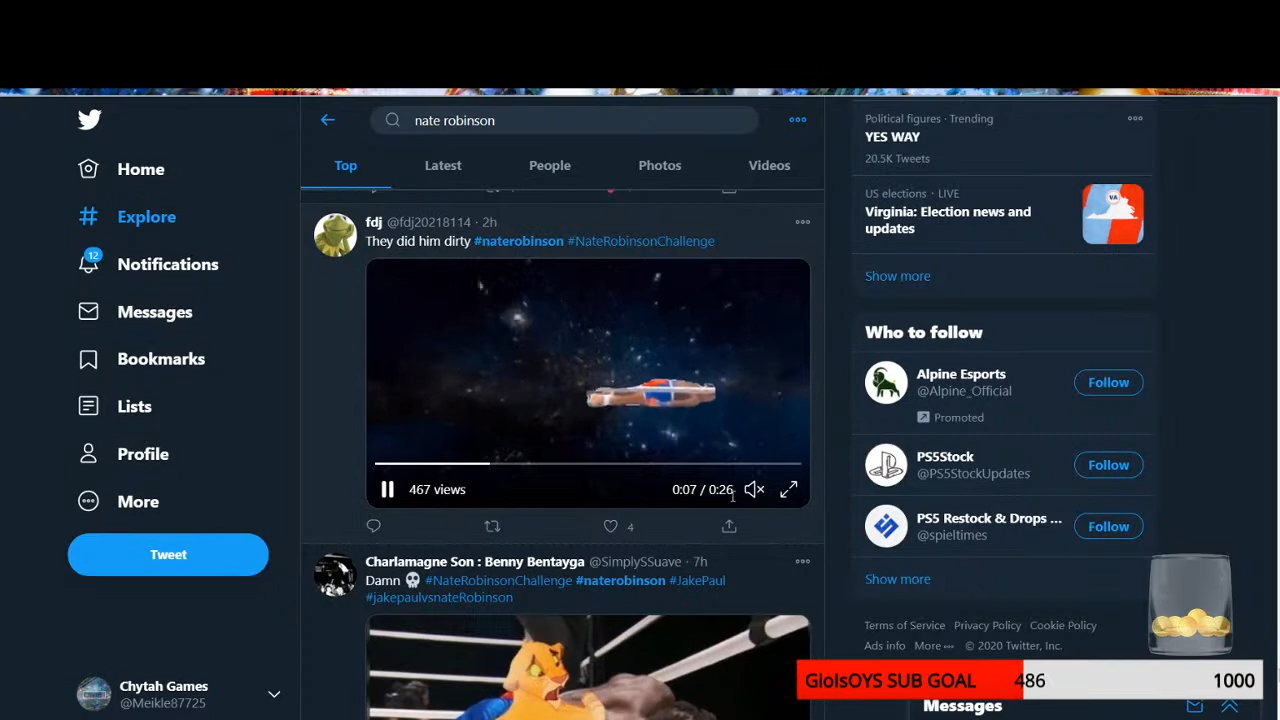 nate robinson
Top
Latest
People
Photos
Videos
Home
Explore
12
Notifications
Messages
Bookmarks
Lists
Profile
More
Tweet
Chytah Games
@Meikle87725
fdj @fdj20218114 · 2h
They did him dirty #naterobinson #NateRobinsonChallenge
467 views
0:07 / 0:26
4
Charlamagne Son : Benny Bentayga @SimplySSuave · 7h
Damn 💀 #NateRobinsonChallenge #naterobinson #JakePaul
#jakepaulvsnateRobinson
Political figures · Trending
YES WAY
20.5K Tweets
US elections · LIVE
Virginia: Election news and
updates
VA
Show more
Who to follow
Alpine Esports
@Alpine_Official
Promoted
Follow
PS5Stock
@PS5StockUpdates
Follow
PS5 Restock & Drops ...
@spieltimes
Follow
Show more
Terms of Service Privacy Policy Cookie Policy
Ads info More ··· © 2020 Twitter, Inc.
GloIsOYS SUB GOAL 486 1000
Messages